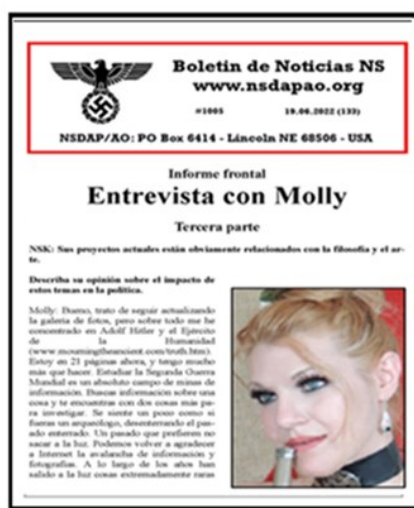 Boletin de Noticias NS
www.nsdapao.org
#1005 19.06.2022 (133)
NSDAP/AO: PO Box 6414 - Lincoln NE 68506 - USA
Informe frontal
Entrevista con Molly
Tercera parte
NSK: Sus proyectos actuales están obviamente relacionados con la filosofía y el ar-
te.
Describa su opinión sobre el impacto de
estos temas en la política.
Molly: Bueno, trato de seguir actualizando
la galería de fotos, pero sobre todo me he
concentrado en Adolf Hitler y el Ejército
de la Humanidad
(www.mourningtheancient.com/truth.htm).
Estoy en 21 páginas ahora, y tengo mucho
más que hacer. Estudiar la Segunda Guerra
Mundial es un absoluto campo de minas de
información. Buscas información sobre una
cosa y te encuentras con dos cosas más pa-
ra investigar. Se siente un poco como si
fueras un arqueólogo, desenterrando el pas-
ado enterrado. Un pasado que prefieren no
sacar a la luz. Podemos volver a agradecer
a Internet la avalancha de información y
fotografías. A lo largo de los años han
salido a la luz cosas extremadamente raras